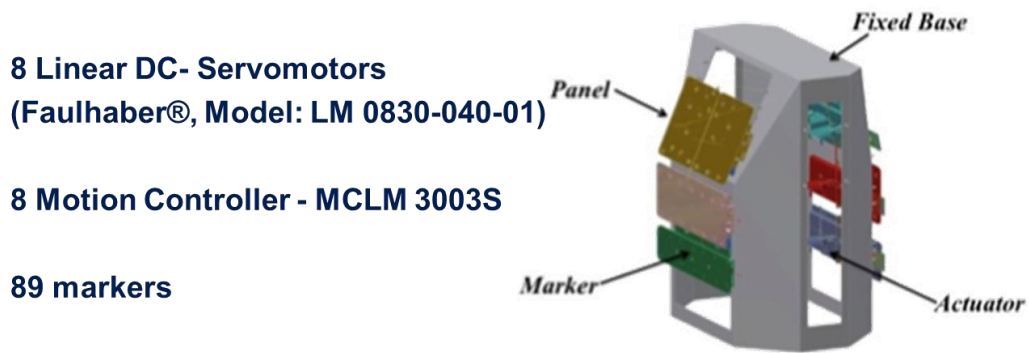 8 Linear DC- Servomotors
(Faulhaber®, Model: LM 0830-040-01)
8 Motion Controller - MCLM 3003S
89 markers
Fixed Base
Panel
Marker
Actuator